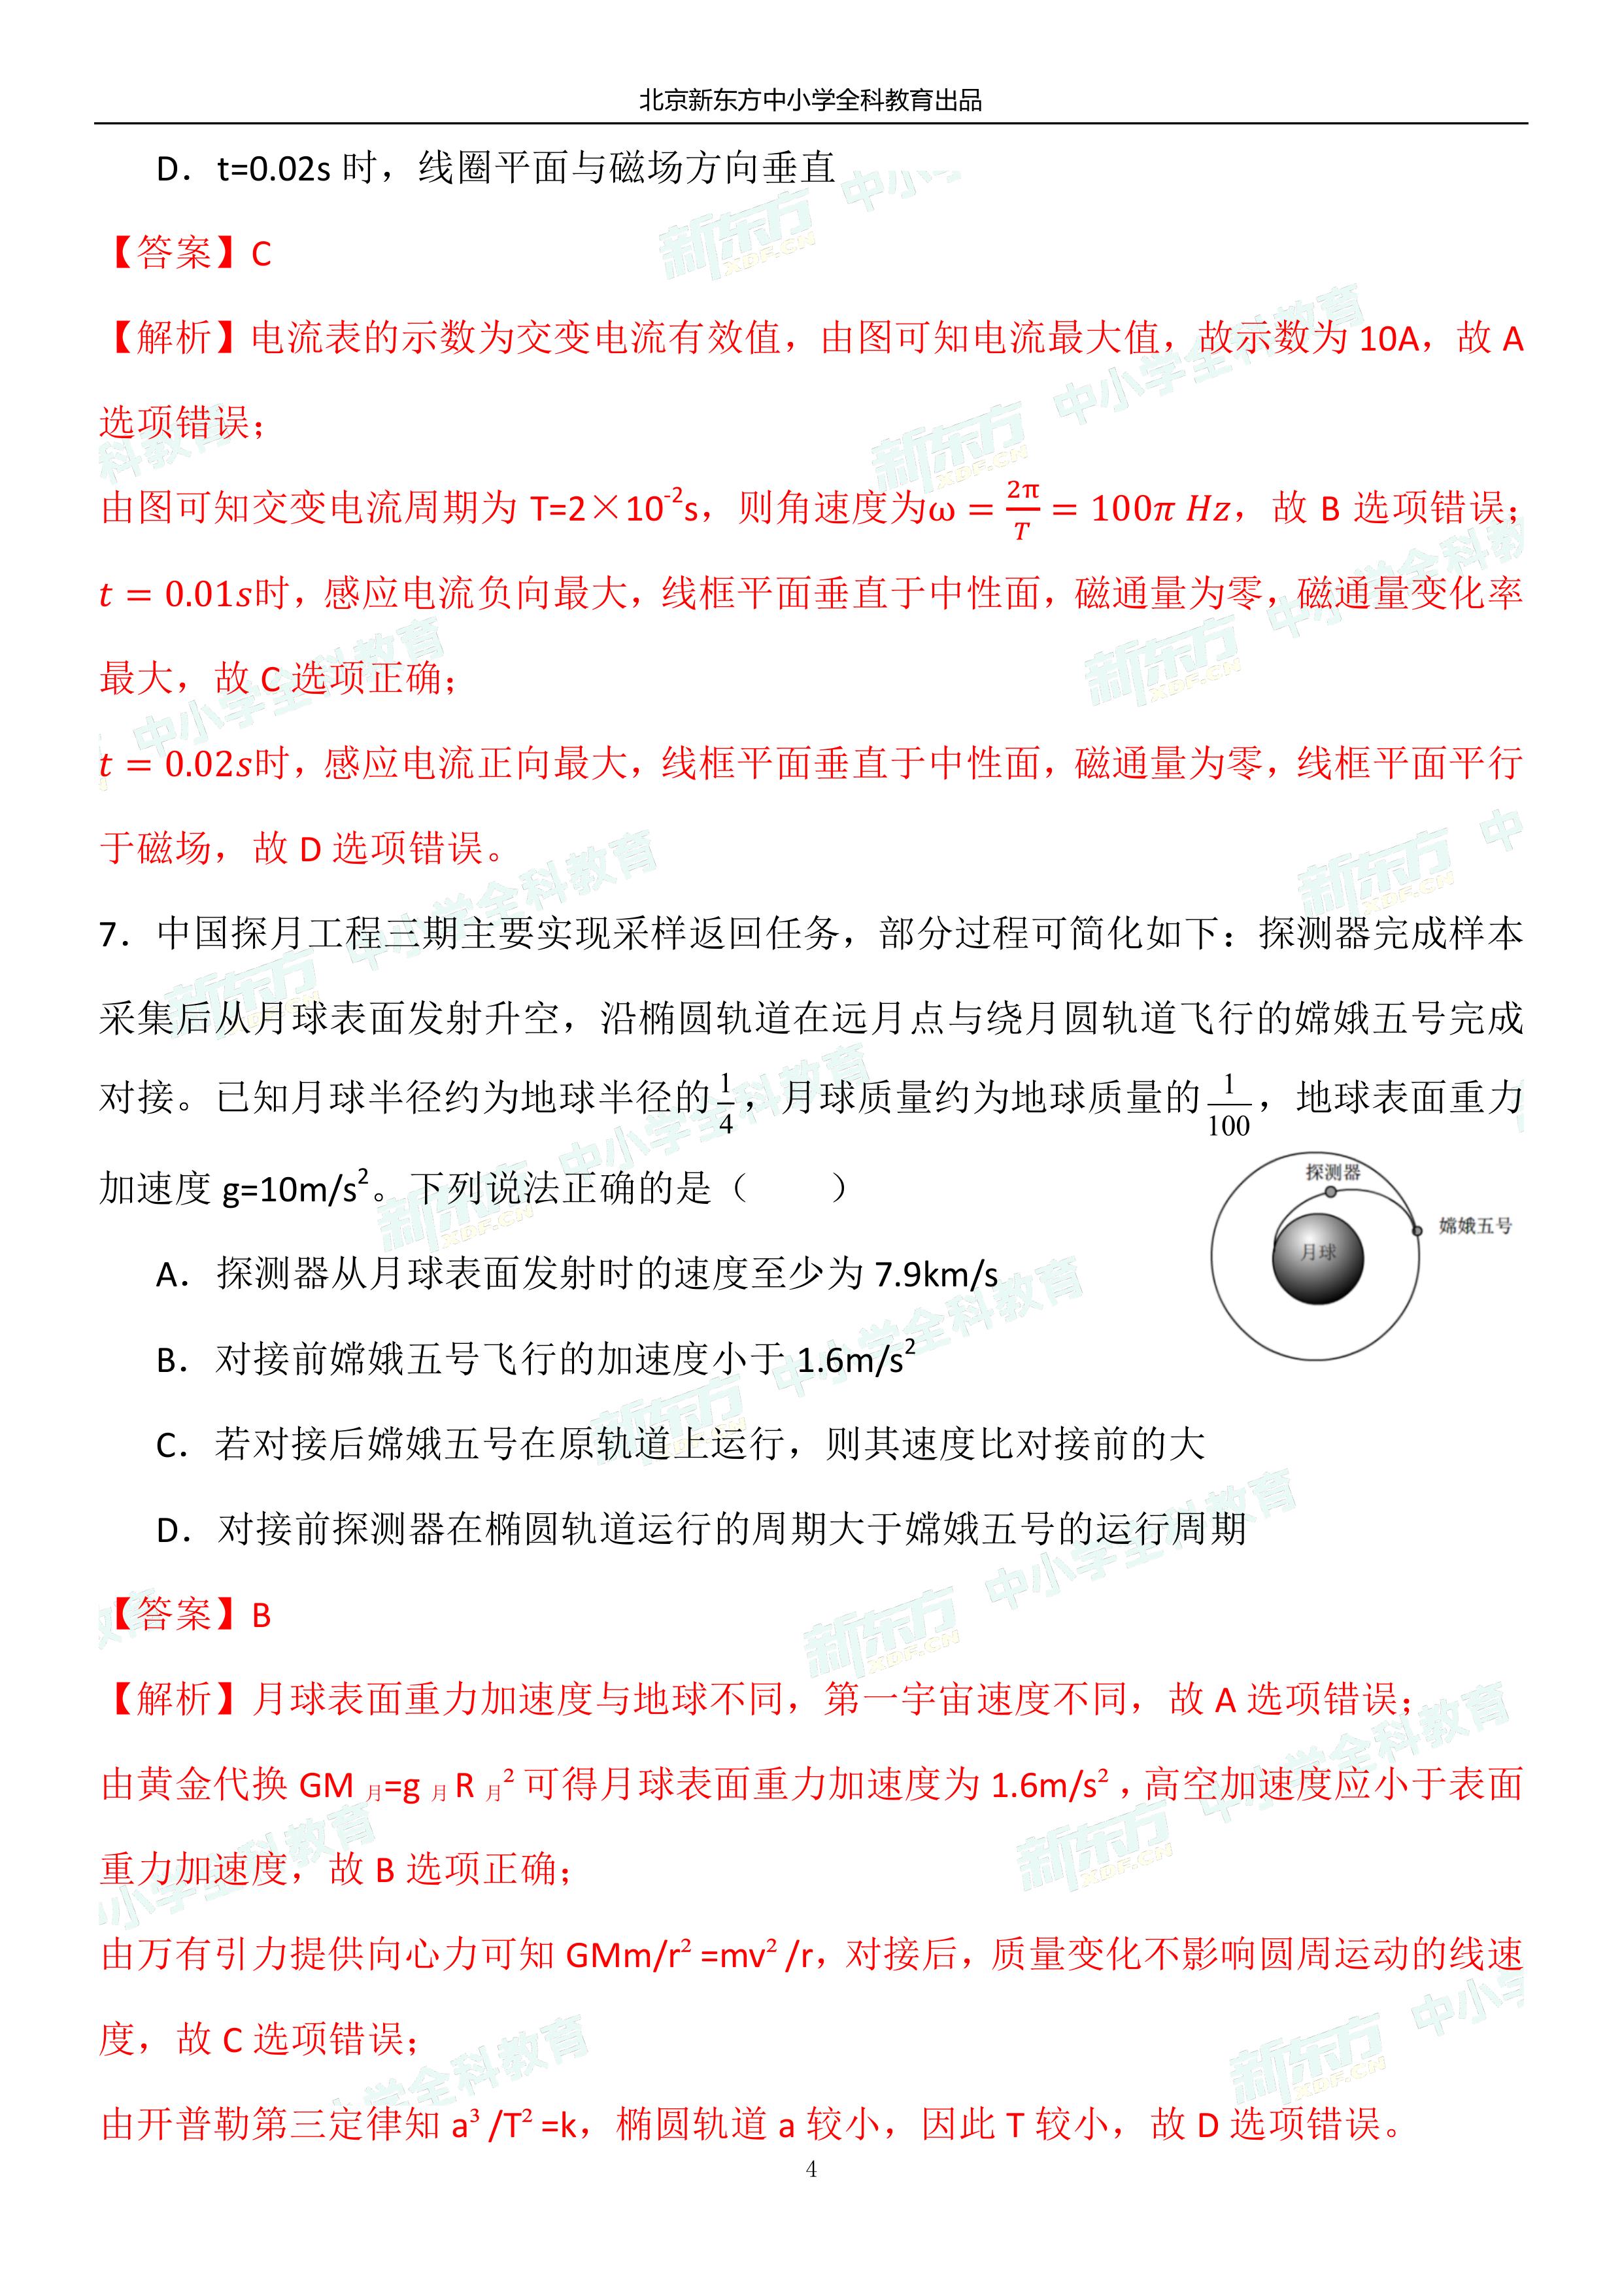 北京新东方中小学全科教育出品
D．t=0.02s 时，线圈平面与磁场方向垂直
【答案】C
【解析】电流表的示数为交变电流有效值，由图可知电流最大值，故示数为 10A，故 A
选项错误；
由图可知交变电流周期为 T=2×10⁻²s，则角速度为ω = 2π/T = 100π Hz，故 B 选项错误；
t = 0.01s时，感应电流负向最大，线框平面垂直于中性面，磁通量为零，磁通量变化率
最大，故 C 选项正确；
t = 0.02s时，感应电流正向最大，线框平面垂直于中性面，磁通量为零，线框平面平行
于磁场，故 D 选项错误。
7．中国探月工程三期主要实现采样返回任务，部分过程可简化如下：探测器完成样本
采集后从月球表面发射升空，沿椭圆轨道在远月点与绕月圆轨道飞行的嫦娥五号完成
对接。已知月球半径约为地球半径的1/4，月球质量约为地球质量的1/100，地球表面重力
加速度 g=10m/s²。下列说法正确的是（　　）
探测器
嫦娥五号
月球
A．探测器从月球表面发射时的速度至少为 7.9km/s
B．对接前嫦娥五号飞行的加速度小于 1.6m/s²
C．若对接后嫦娥五号在原轨道上运行，则其速度比对接前的大
D．对接前探测器在椭圆轨道运行的周期大于嫦娥五号的运行周期
【答案】B
【解析】月球表面重力加速度与地球不同，第一宇宙速度不同，故 A 选项错误；
由黄金代换 GM月=g月R月² 可得月球表面重力加速度为 1.6m/s²，高空加速度应小于表面
重力加速度，故 B 选项正确；
由万有引力提供向心力可知 GMm/r² =mv² /r，对接后，质量变化不影响圆周运动的线速
度，故 C 选项错误；
由开普勒第三定律知 a³ /T² =k，椭圆轨道 a 较小，因此 T 较小，故 D 选项错误。
4